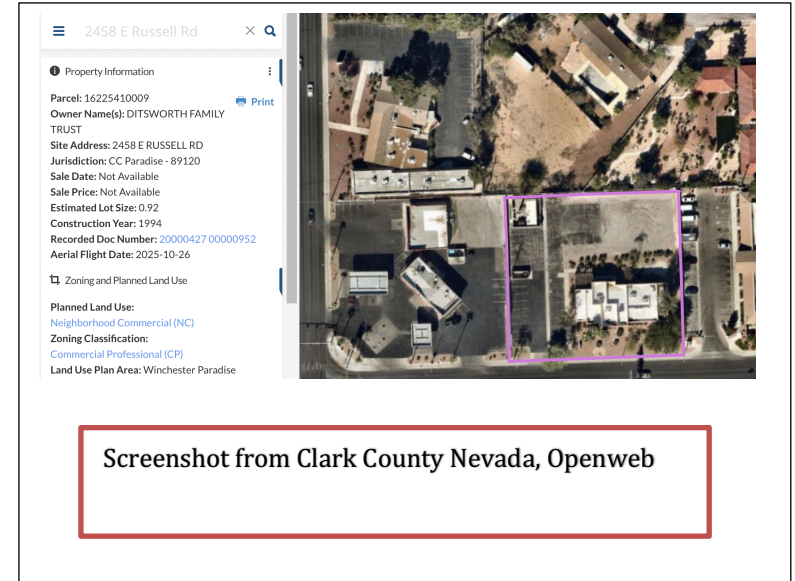 2458 E Russell Rd
Property Information
Print
Parcel: 16225410009
Owner Name(s): DITSWORTH FAMILY
TRUST
Site Address: 2458 E RUSSELL RD
Jurisdiction: CC Paradise - 89120
Sale Date: Not Available
Sale Price: Not Available
Estimated Lot Size: 0.92
Construction Year: 1994
Recorded Doc Number: 20000427 00000952
Aerial Flight Date: 2025-10-26
Zoning and Planned Land Use
Planned Land Use:
Neighborhood Commercial (NC)
Zoning Classification:
Commercial Professional (CP)
Land Use Plan Area: Winchester Paradise
Screenshot from Clark County Nevada, Openweb